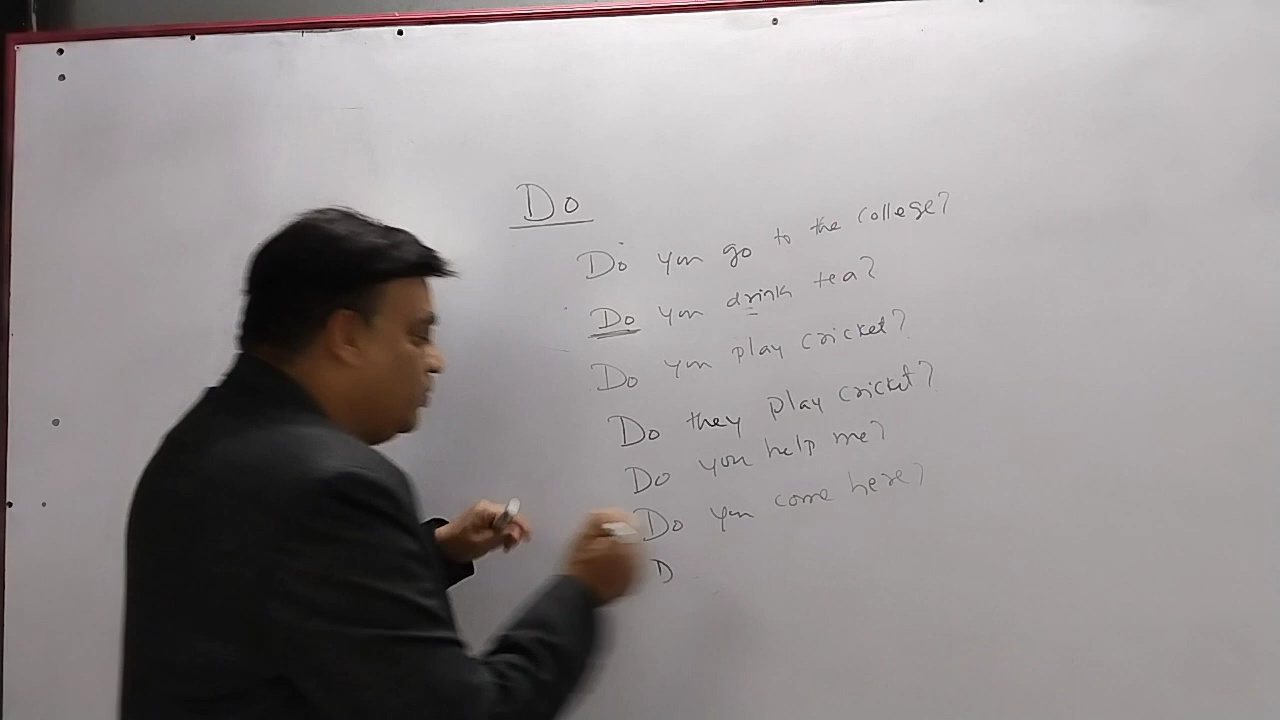 Do
Do you go to the college?
Do you drink tea?
Do you play cricket?
Do they play cricket?
Do you help me?
Do you come here?
D